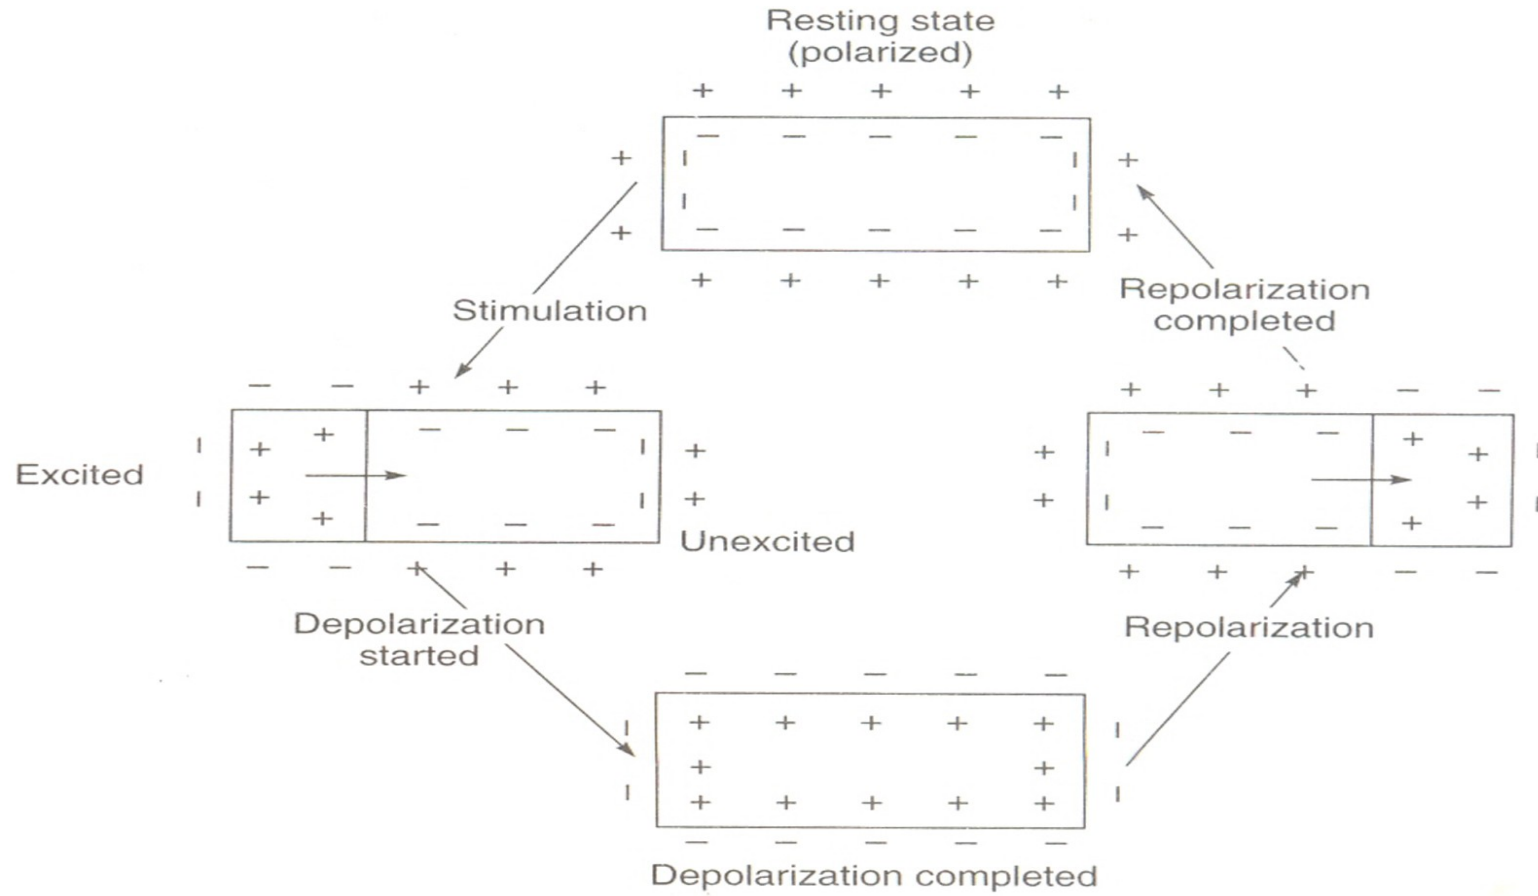 Resting state
(polarized)
Stimulation
Repolarization
completed
Excited
Unexcited
Depolarization
started
Repolarization
Depolarization completed